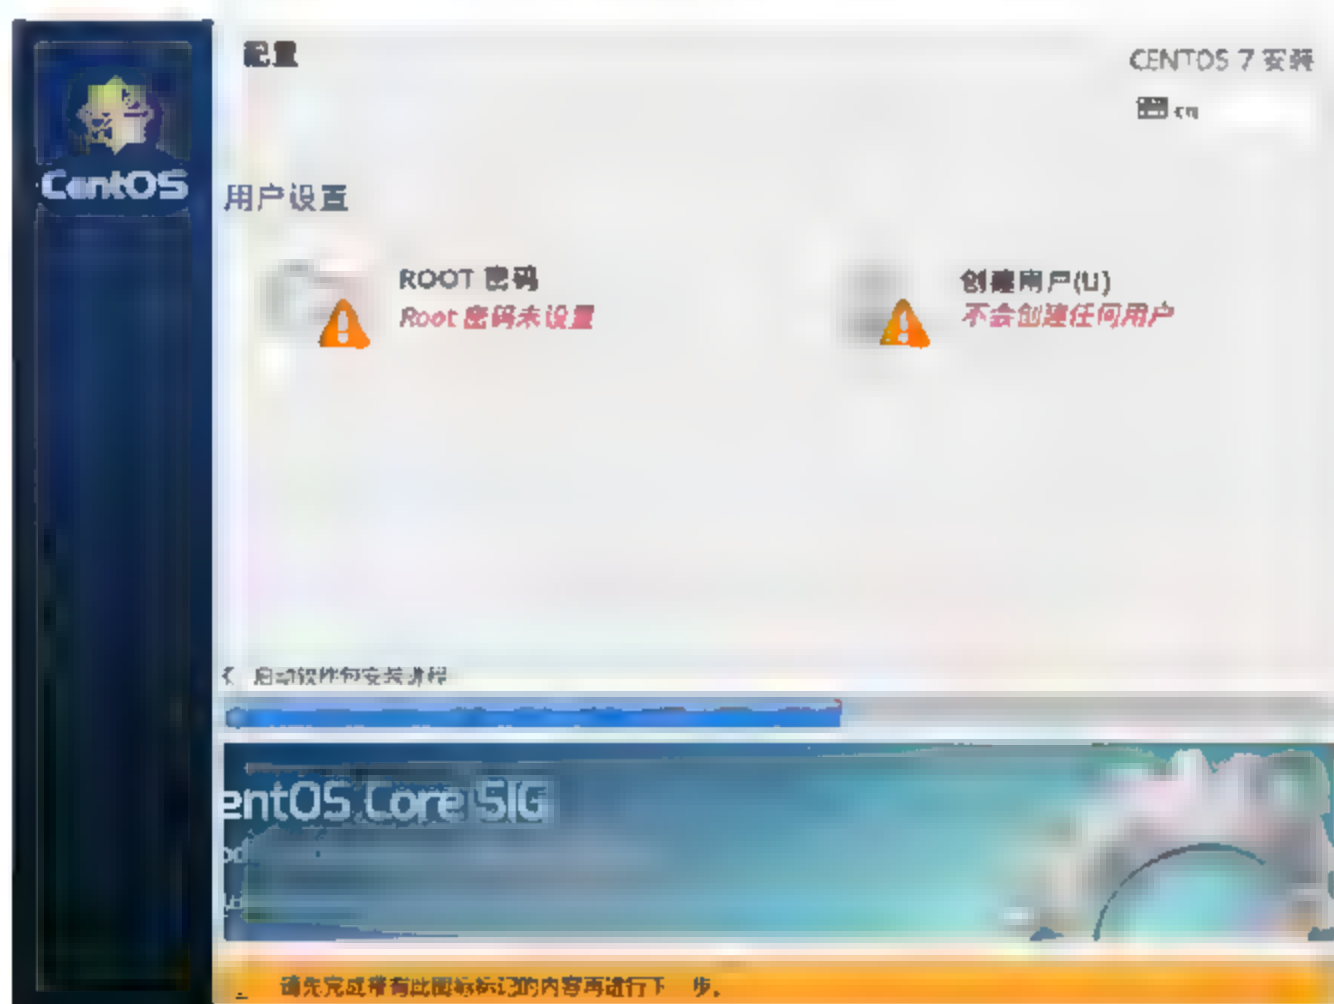 配置
CENTOS 7 安装
cn
CentOS
用户设置
ROOT 密码
Root 密码未设置
创建用户(U)
不会创建任何用户
启动软件包安装进程
entOS Core SIG
请先完成带有此图标标记的内容再进行下一步。